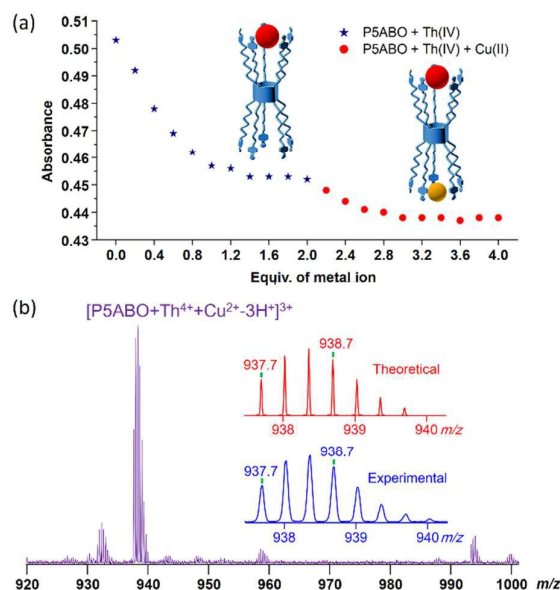 (a)
0.51
0.50
0.49
0.48
0.47
0.46
0.45
0.44
0.43
Absorbance
P5ABO + Th(IV)
P5ABO + Th(IV) + Cu(II)
0.0 0.4 0.8 1.2 1.6 2.0 2.4 2.8 3.2 3.6 4.0
Equiv. of metal ion
(b)
[P5ABO+Th⁴⁺+Cu²⁺-3H⁺]³⁺
937.7 938.7 Theoretical
938 939 940 m/z
937.7 938.7 Experimental
938 939 940 m/z
920 930 940 950 960 970 980 990 1000 m/z